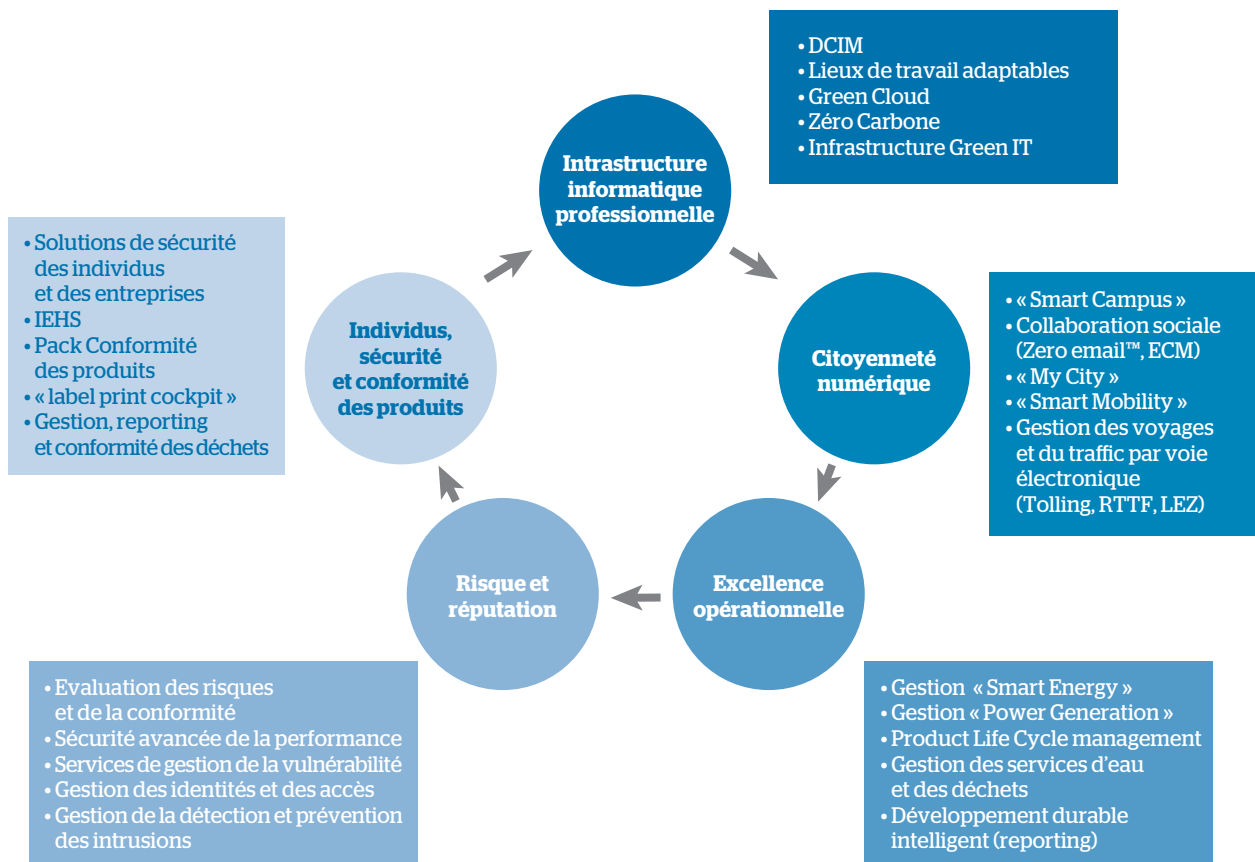 Intrastructure
informatique
professionnelle
• DCIM
• Lieux de travail adaptables
• Green Cloud
• Zéro Carbone
• Infrastructure Green IT
Citoyenneté
numérique
• « Smart Campus »
• Collaboration sociale
(Zero email™, ECM)
• « My City »
• « Smart Mobility »
• Gestion des voyages
et du traffic par voie
électronique
(Tolling, RTTF, LEZ)
Excellence
opérationnelle
• Gestion « Smart Energy »
• Gestion « Power Generation »
• Product Life Cycle management
• Gestion des services d'eau
et des déchets
• Développement durable
intelligent (reporting)
Risque et
réputation
• Evaluation des risques
et de la conformité
• Sécurité avancée de la performance
• Services de gestion de la vulnérabilité
• Gestion des identités et des accès
• Gestion de la détection et prévention
des intrusions
Individus,
sécurité
et conformité
des produits
• Solutions de sécurité
des individus
et des entreprises
• IEHS
• Pack Conformité
des produits
• « label print cockpit »
• Gestion, reporting
et conformité des déchets